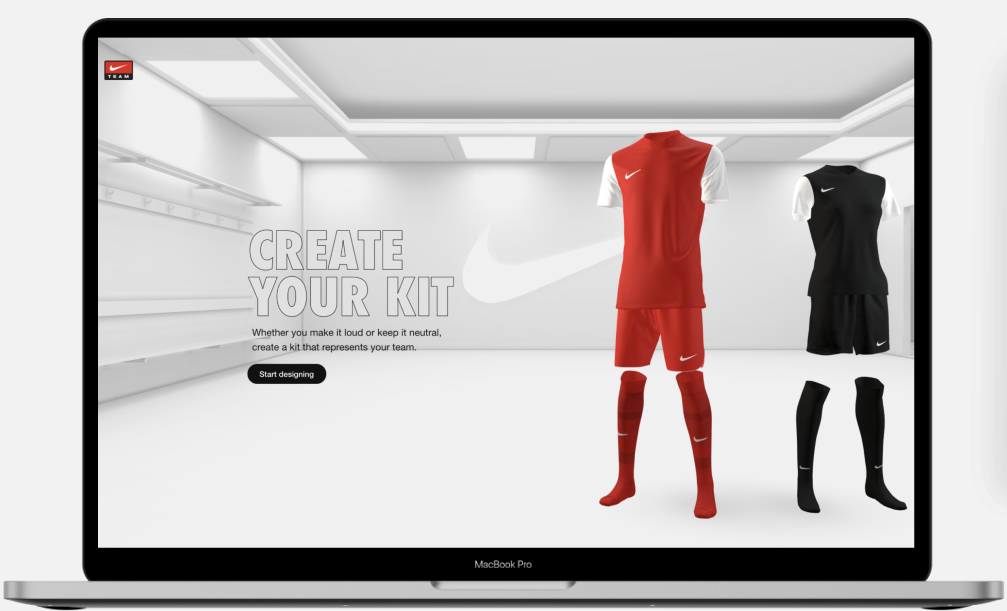 TEAM
CREATE
YOUR KIT
Whether you make it loud or keep it neutral,
create a kit that represents your team.
Start designing
MacBook Pro